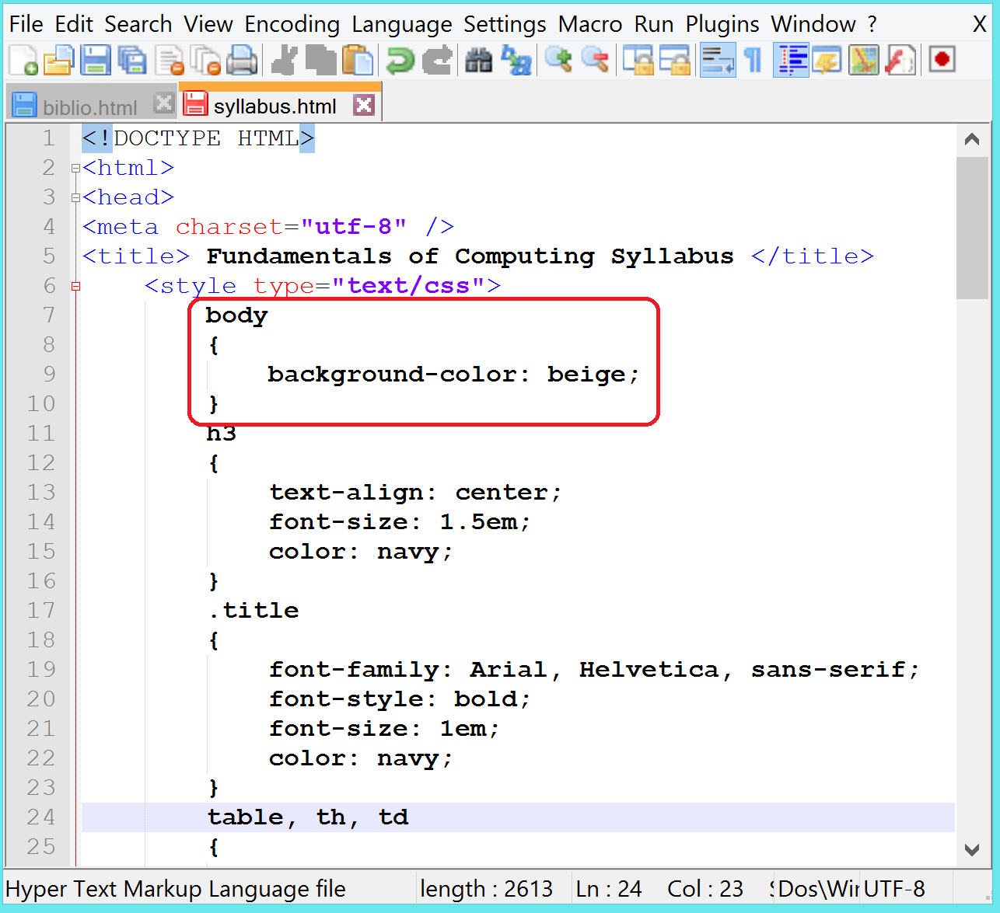 File Edit Search View Encoding Language Settings Macro Run Plugins Window ? X
biblio.html syllabus.html
1 <!DOCTYPE HTML>
2 <html>
3 <head>
4 <meta charset="utf-8" />
5 <title> Fundamentals of Computing Syllabus </title>
6 <style type="text/css">
7 body
8 {
9 background-color: beige;
10 }
11 h3
12 {
13 text-align: center;
14 font-size: 1.5em;
15 color: navy;
16 }
17 .title
18 {
19 font-family: Arial, Helvetica, sans-serif;
20 font-style: bold;
21 font-size: 1em;
22 color: navy;
23 }
24 table, th, td
25 {
Hyper Text Markup Language file length : 2613 Ln : 24 Col : 23 Dos\Wir UTF-8